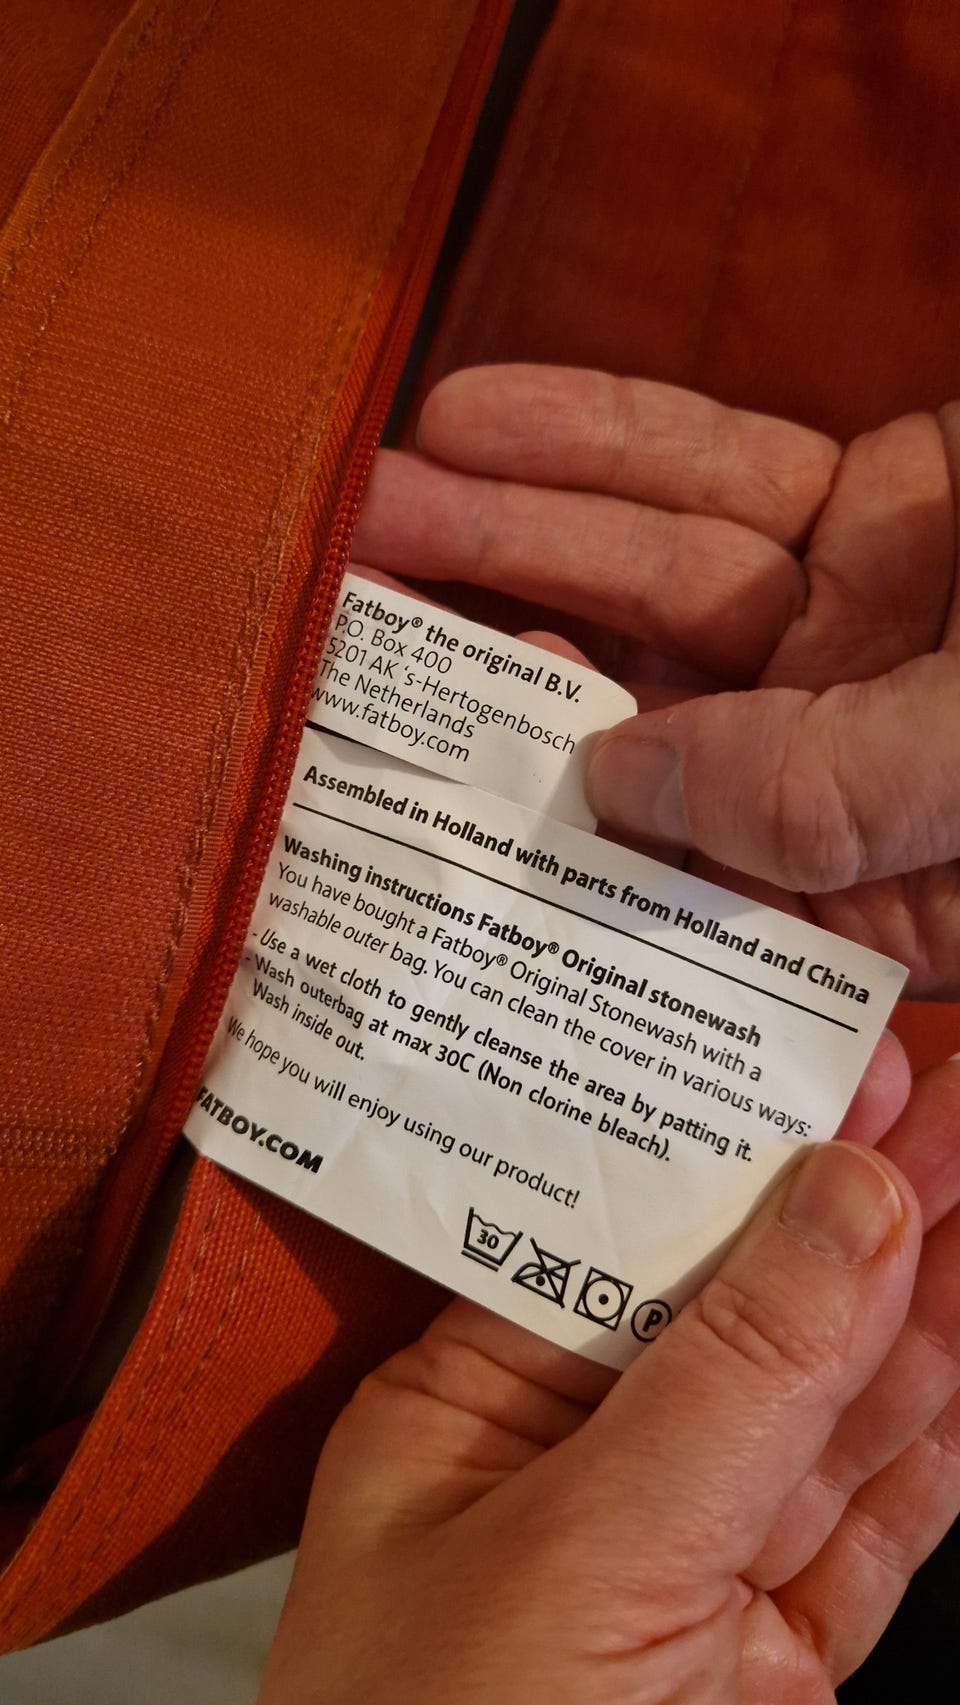 Fatboy® the original B.V.
P.O. Box 400
5201 AK 's-Hertogenbosch
The Netherlands
www.fatboy.com
Assembled in Holland with parts from Holland and China
Washing instructions Fatboy® Original stonewash
You have bought a Fatboy® Original Stonewash with a
washable outer bag. You can clean the cover in various ways:
- Use a wet cloth to gently cleanse the area by patting it.
- Wash outerbag at max 30C (Non clorine bleach).
Wash inside out.
We hope you will enjoy using our product!
FATBOY.COM
30
P